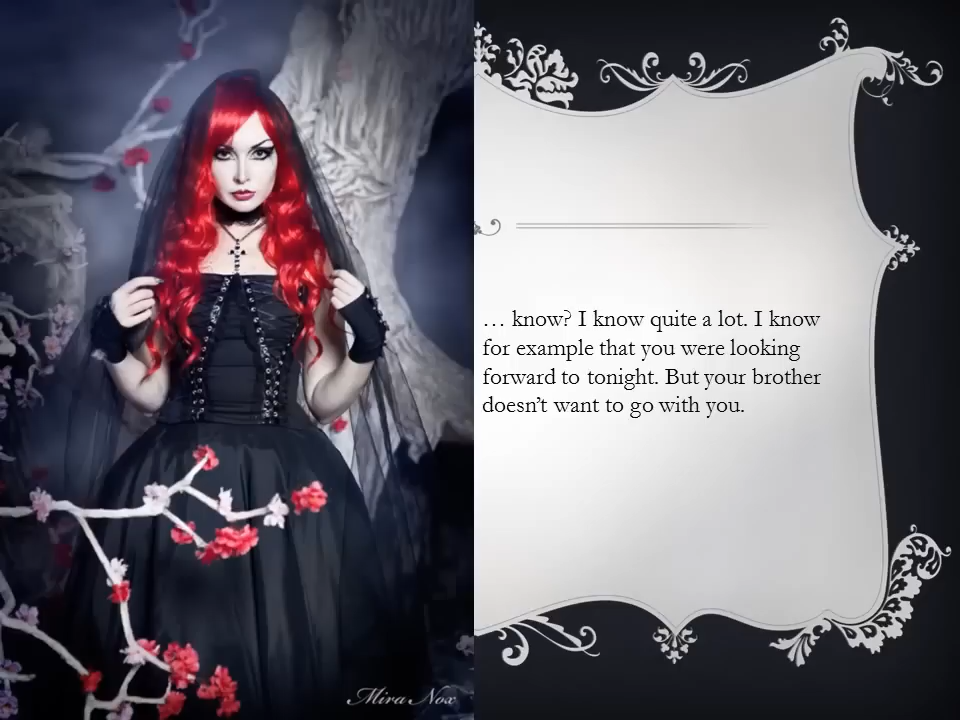 … know? I know quite a lot. I know
for example that you were looking
forward to tonight. But your brother
doesn’t want to go with you.
Mira Nox